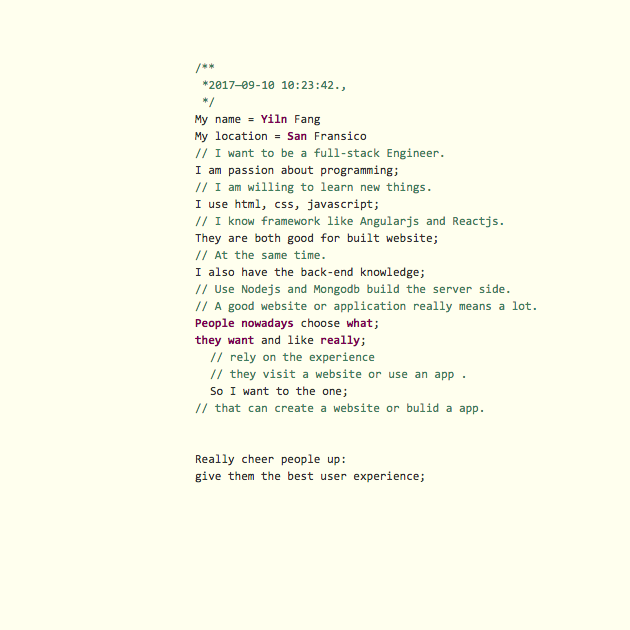 /**
*2017—09-10 10:23:42.,
*/
My name = Yiln Fang
My location = San Fransico
// I want to be a full-stack Engineer.
I am passion about programming;
// I am willing to learn new things.
I use html, css, javascript;
// I know framework like Angularjs and Reactjs.
They are both good for built website;
// At the same time.
I also have the back-end knowledge;
// Use Nodejs and Mongodb build the server side.
// A good website or application really means a lot.
People nowadays choose what;
they want and like really;
// rely on the experience
// they visit a website or use an app .
So I want to the one;
// that can create a website or bulid a app.
Really cheer people up:
give them the best user experience;